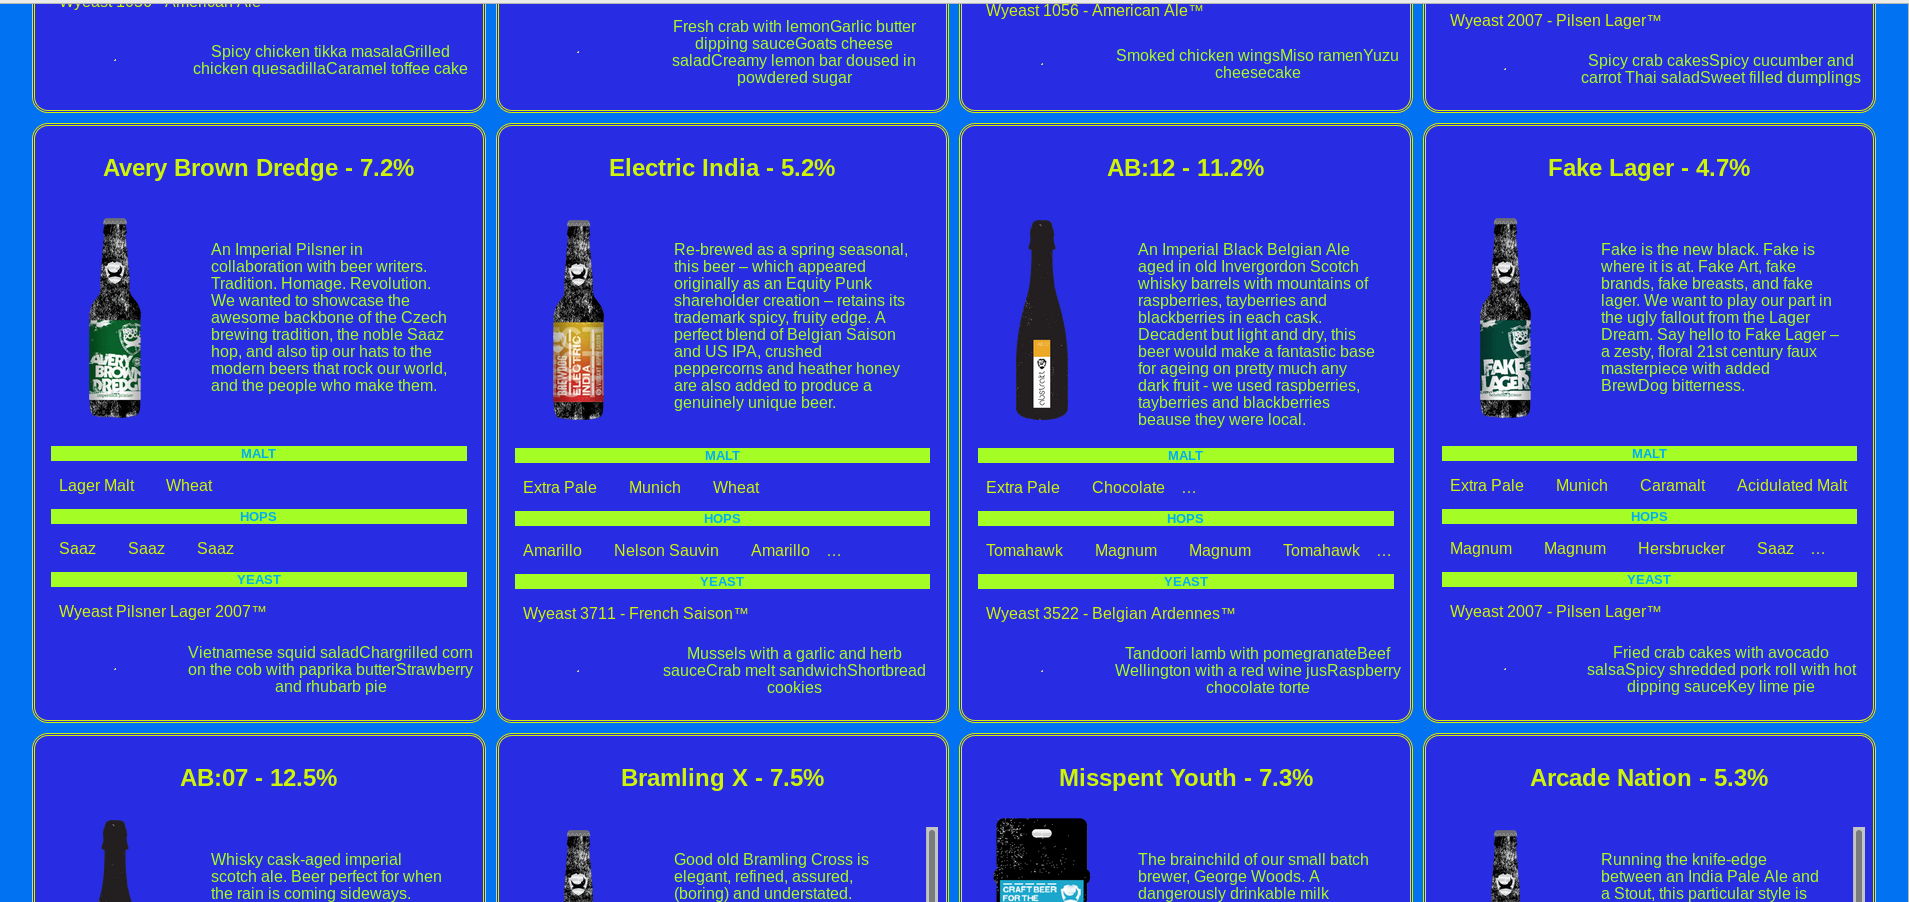 Wyeast 1056 - American Ale™
Spicy chicken tikka masalaGrilled
chicken quesadillaCaramel toffee cake
Fresh crab with lemonGarlic butter
dipping sauceGoats cheese
saladCreamy lemon bar doused in
powdered sugar
Wyeast 1056 - American Ale™
Smoked chicken wingsMiso ramenYuzu
cheesecake
Wyeast 2007 - Pilsen Lager™
Spicy crab cakesSpicy cucumber and
carrot Thai saladSweet filled dumplings
Avery Brown Dredge - 7.2%
AVERY
BROWN
DREDGE
An Imperial Pilsner in
collaboration with beer writers.
Tradition. Homage. Revolution.
We wanted to showcase the
awesome backbone of the Czech
brewing tradition, the noble Saaz
hop, and also tip our hats to the
modern beers that rock our world,
and the people who make them.
MALT
Lager Malt Wheat
HOPS
Saaz Saaz Saaz
YEAST
Wyeast Pilsner Lager 2007™
.
Vietnamese squid saladChargrilled corn
on the cob with paprika butterStrawberry
and rhubarb pie
Electric India - 5.2%
BREWDOG
ELECTRIC
INDIA
Re-brewed as a spring seasonal,
this beer – which appeared
originally as an Equity Punk
shareholder creation – retains its
trademark spicy, fruity edge. A
perfect blend of Belgian Saison
and US IPA, crushed
peppercorns and heather honey
are also added to produce a
genuinely unique beer.
MALT
Extra Pale Munich Wheat
HOPS
Amarillo Nelson Sauvin Amarillo …
YEAST
Wyeast 3711 - French Saison™
.
Mussels with a garlic and herb
sauceCrab melt sandwichShortbread
cookies
AB:12 - 11.2%
An Imperial Black Belgian Ale
aged in old Invergordon Scotch
whisky barrels with mountains of
raspberries, tayberries and
blackberries in each cask.
Decadent but light and dry, this
beer would make a fantastic base
for ageing on pretty much any
dark fruit - we used raspberries,
tayberries and blackberries
beause they were local.
MALT
Extra Pale Chocolate …
HOPS
Tomahawk Magnum Magnum Tomahawk …
YEAST
Wyeast 3522 - Belgian Ardennes™
.
Tandoori lamb with pomegranateBeef
Wellington with a red wine jusRaspberry
chocolate torte
Fake Lager - 4.7%
FAKE
LAGER
Fake is the new black. Fake is
where it is at. Fake Art, fake
brands, fake breasts, and fake
lager. We want to play our part in
the ugly fallout from the Lager
Dream. Say hello to Fake Lager –
a zesty, floral 21st century faux
masterpiece with added
BrewDog bitterness.
MALT
Extra Pale Munich Caramalt Acidulated Malt
HOPS
Magnum Magnum Hersbrucker Saaz …
YEAST
Wyeast 2007 - Pilsen Lager™
.
Fried crab cakes with avocado
salsaSpicy shredded pork roll with hot
dipping sauceKey lime pie
AB:07 - 12.5%
Whisky cask-aged imperial
scotch ale. Beer perfect for when
the rain is coming sideways.
Bramling X - 7.5%
Good old Bramling Cross is
elegant, refined, assured,
(boring) and understated.
Misspent Youth - 7.3%
CRAFT BEER
FOR THE
The brainchild of our small batch
brewer, George Woods. A
dangerously drinkable milk
Arcade Nation - 5.3%
Running the knife-edge
between an India Pale Ale and
a Stout, this particular style is